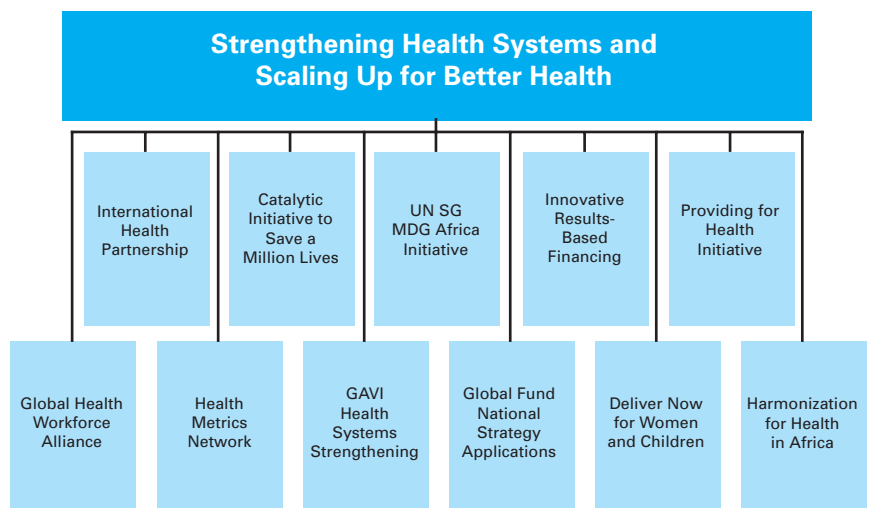 Strengthening Health Systems and
Scaling Up for Better Health
International
Health
Partnership
Catalytic
Initiative to
Save a
Million Lives
UN SG
MDG Africa
Initiative
Innovative
Results-
Based
Financing
Providing for
Health
Initiative
Global Health
Workforce
Alliance
Health
Metrics
Network
GAVI
Health
Systems
Strengthening
Global Fund
National
Strategy
Applications
Deliver Now
for Women
and Children
Harmonization
for Health
in Africa